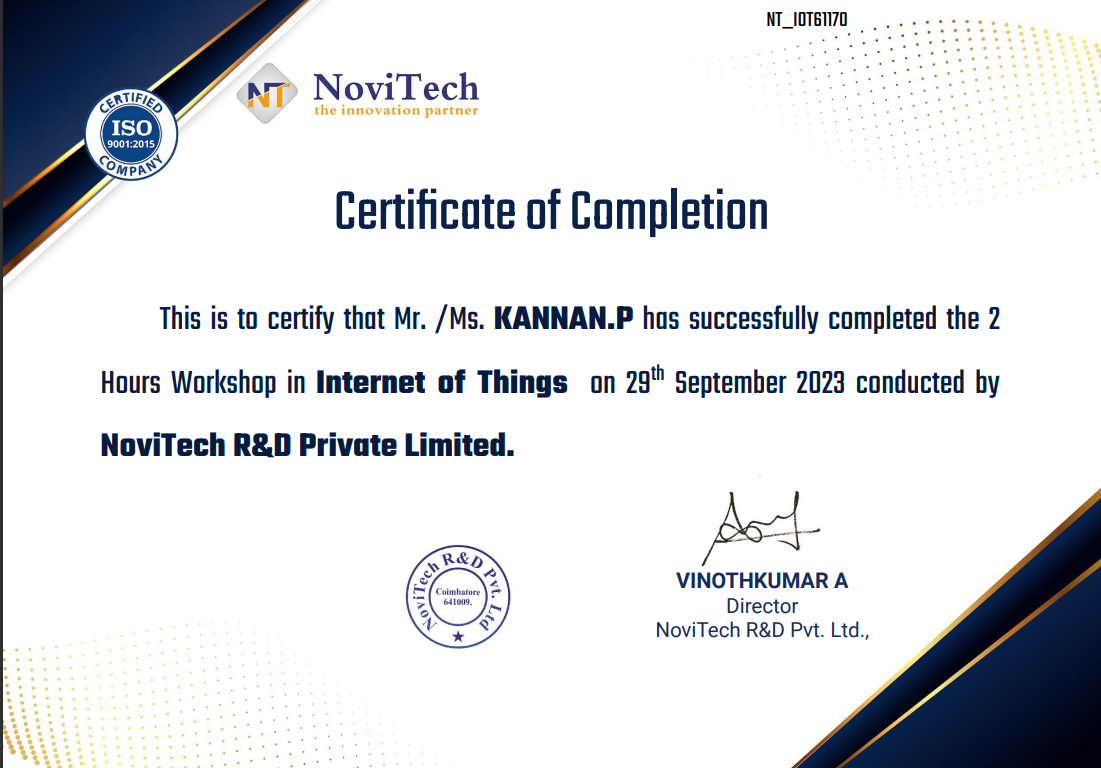 NT_IOT61170
CERTIFIED
ISO
9001:2015
COMPANY
NT
NoviTech
the innovation partner
Certificate of Completion
This is to certify that Mr. /Ms. KANNAN.P has successfully completed the 2
Hours Workshop in Internet of Things on 29th September 2023 conducted by
NoviTech R&D Private Limited.
NoviTech R&D Pvt. Ltd
Coimbatore
641009.
VINOTHKUMAR A
Director
NoviTech R&D Pvt. Ltd.,